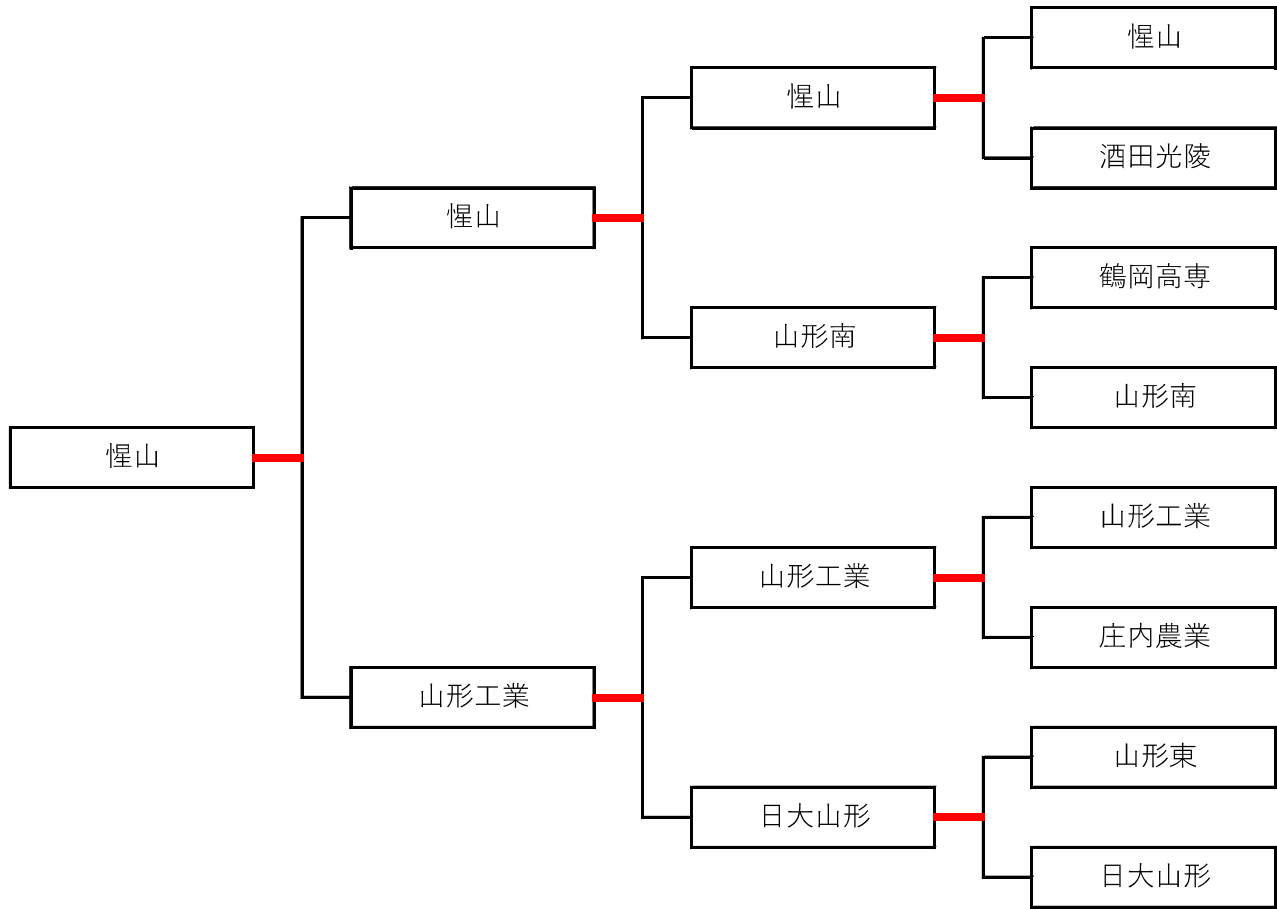 惺山
惺山
酒田光陵
惺山
鶴岡高専
山形南
山形南
惺山
山形工業
山形工業
庄内農業
山形工業
山形東
日大山形
日大山形